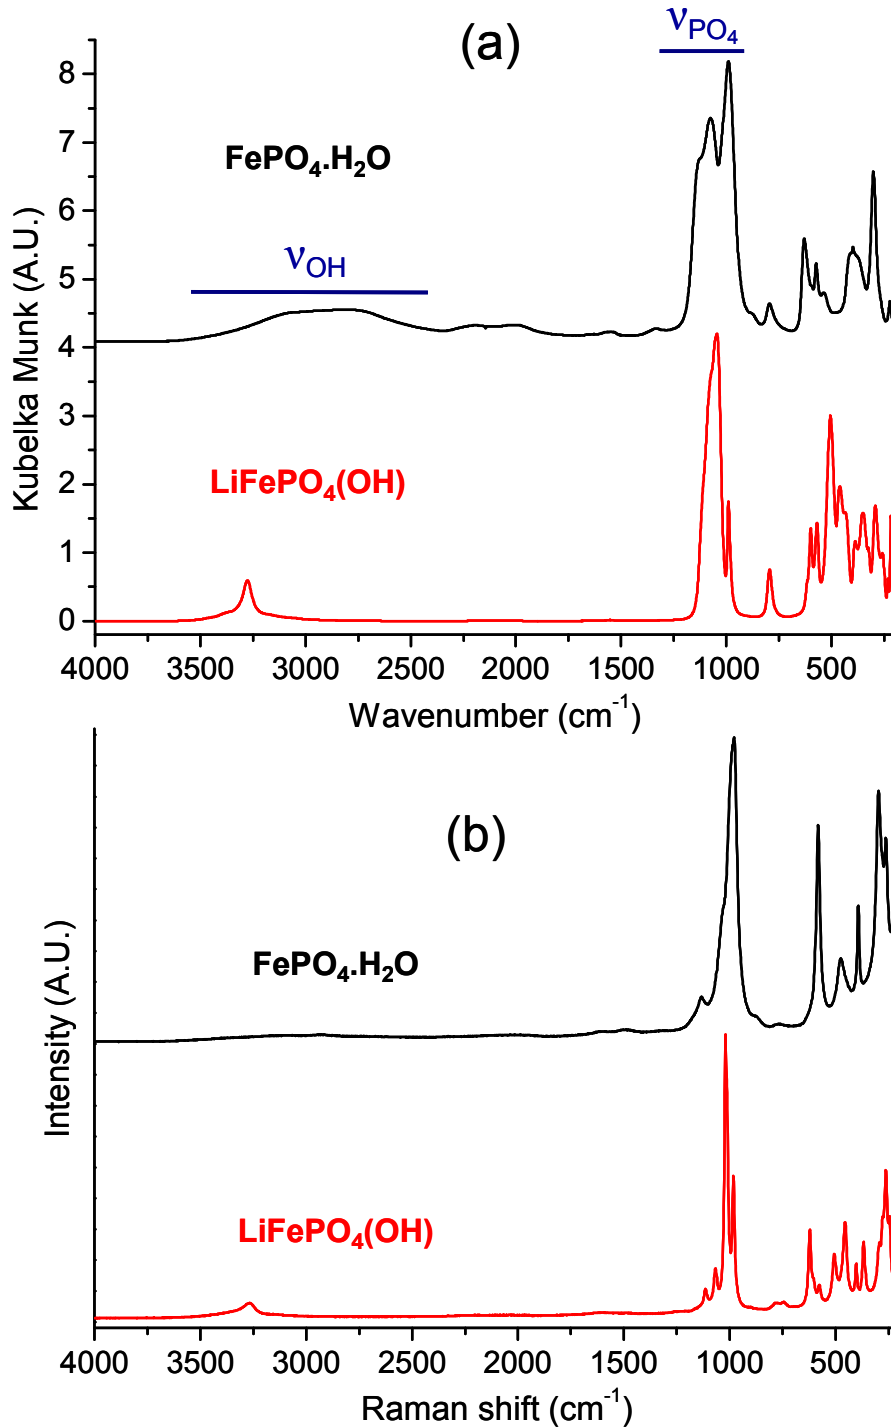 (a)
ν_PO₄
FePO₄.H₂O
ν_OH
LiFePO₄(OH)
Kubelka Munk (A.U.)
8
7
6
5
4
3
2
1
0
4000 3500 3000 2500 2000 1500 1000 500
Wavenumber (cm⁻¹)
(b)
FePO₄.H₂O
LiFePO₄(OH)
Intensity (A.U.)
4000 3500 3000 2500 2000 1500 1000 500
Raman shift (cm⁻¹)